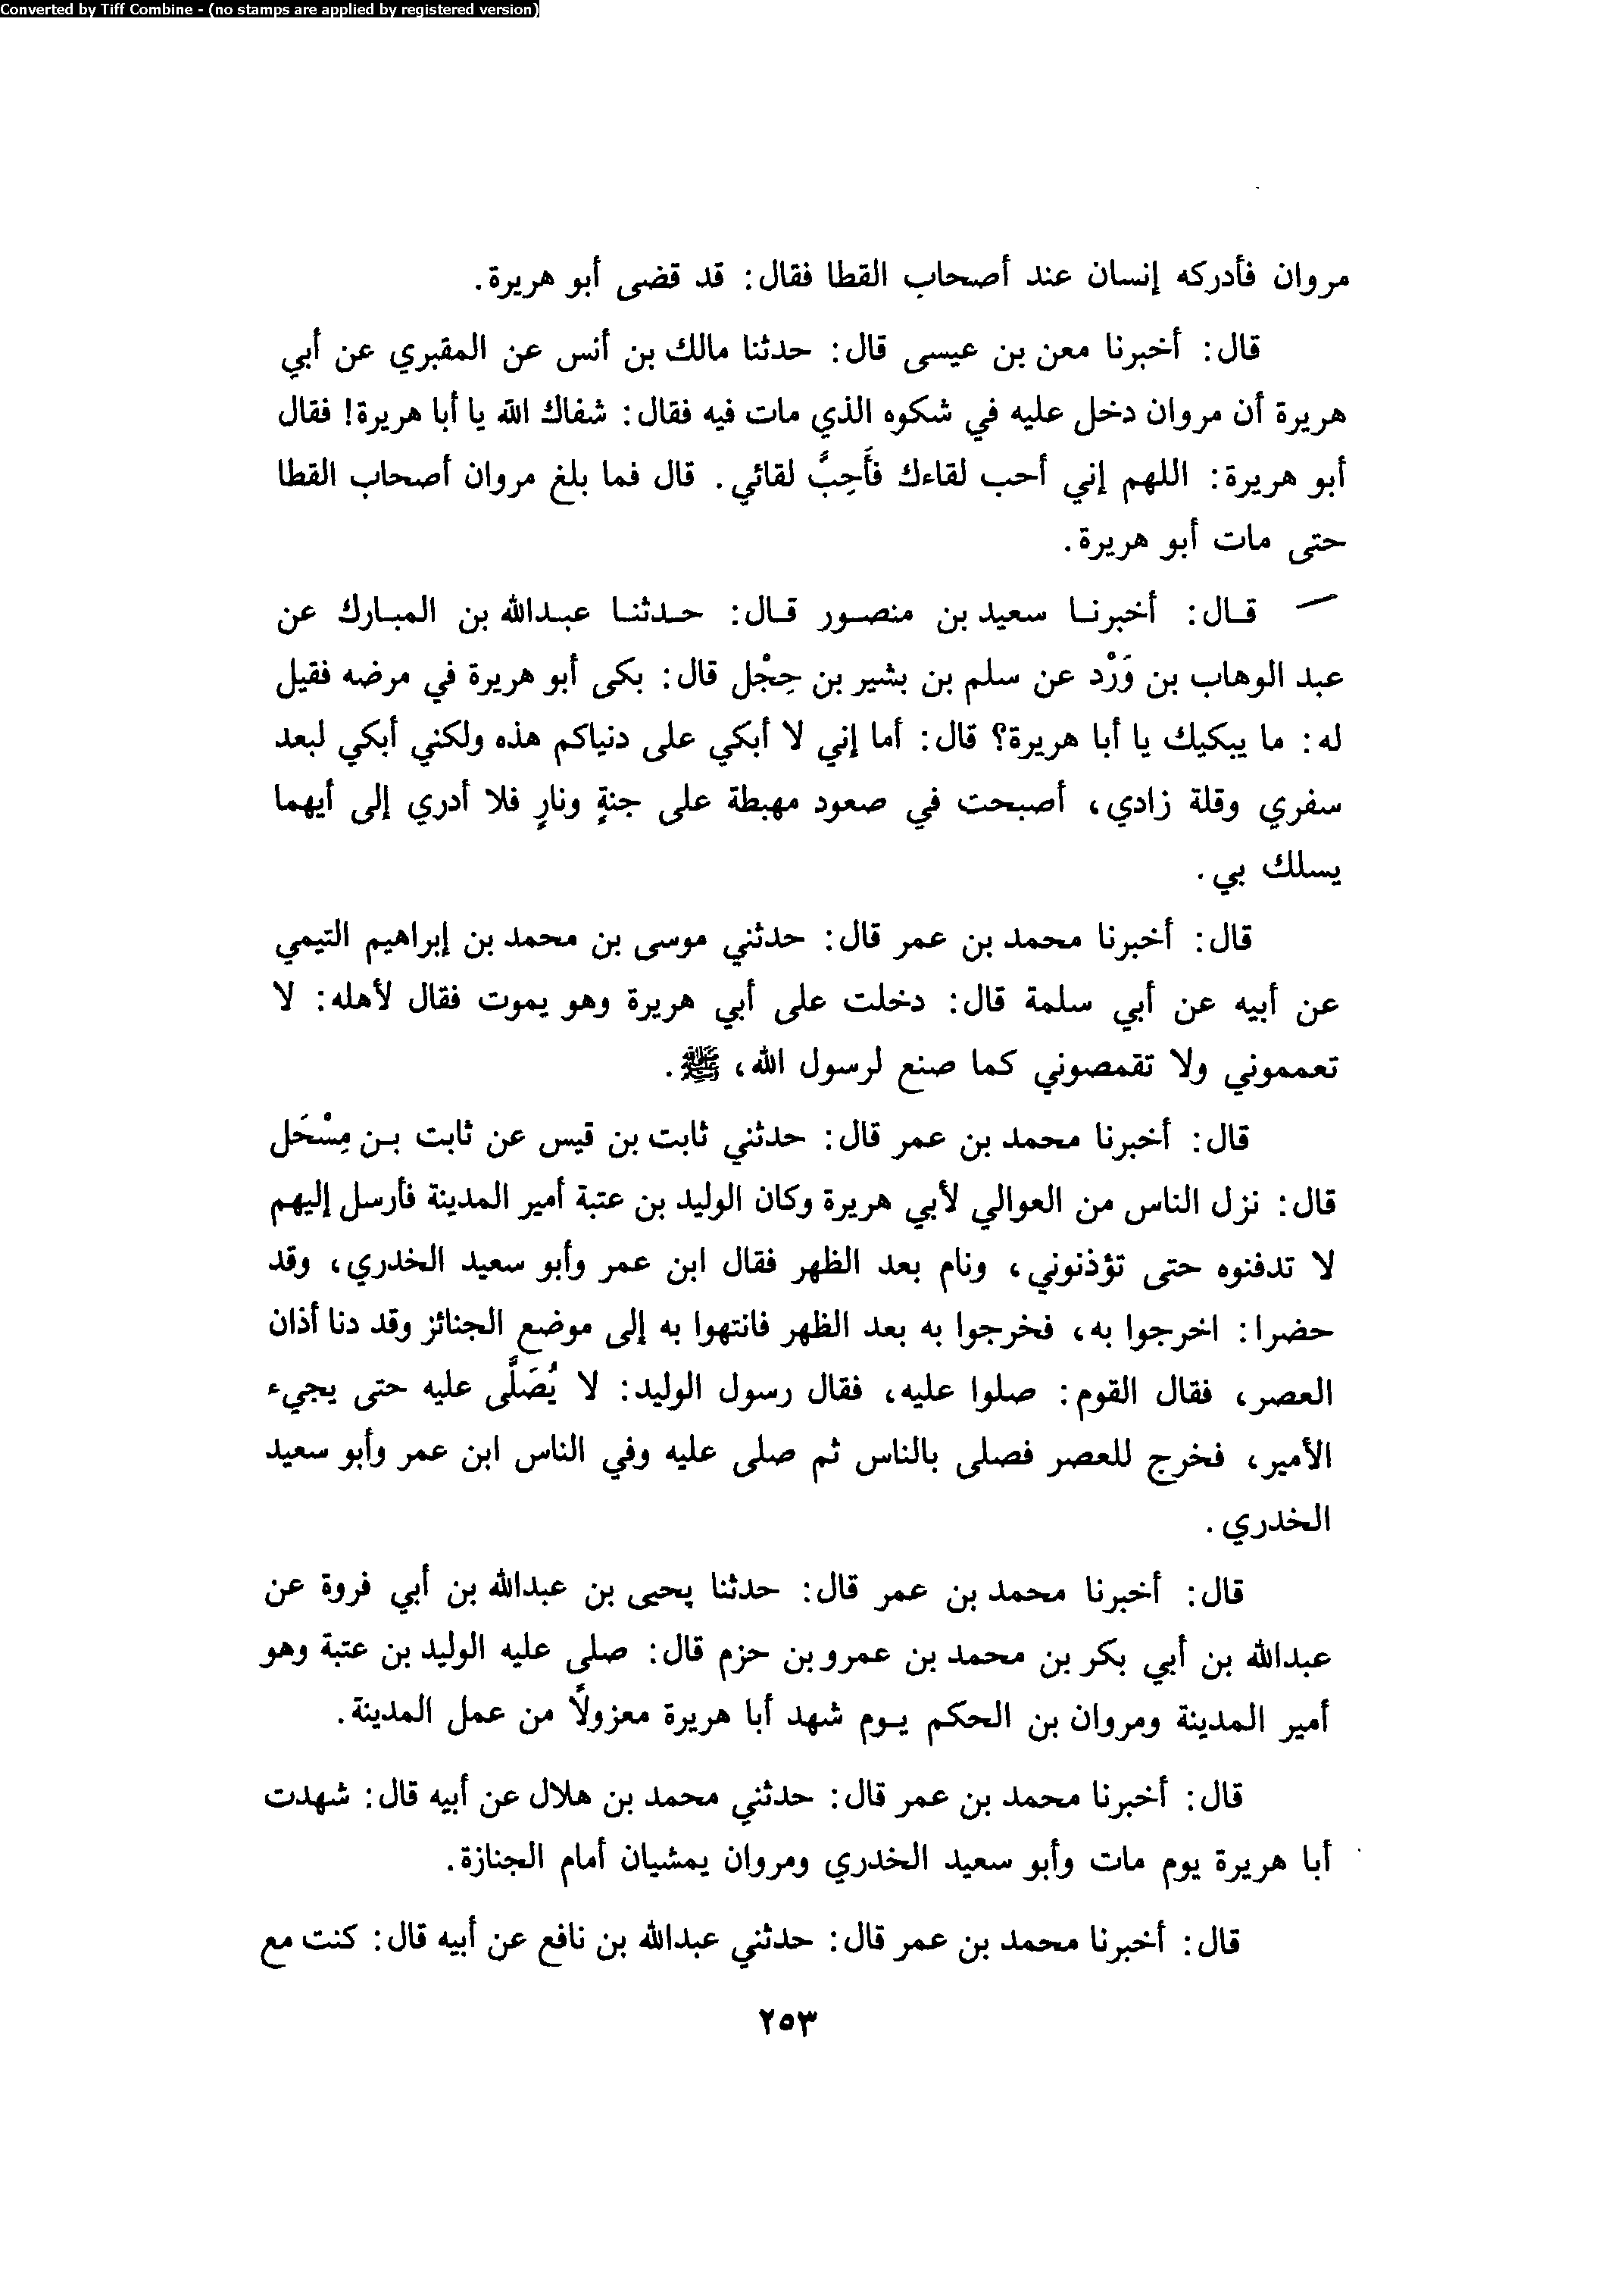 Converted by Tiff Combine - (no stamps are applied by registered version)
مروان فأدركه إنسان عند أصحاب القطا فقال: قد قضى أبو هريرة.
قال: أخبرنا معن بن عيسى قال: حدثنا مالك بن أنس عن المقبري عن أبي
هريرة أن مروان دخل عليه في شكوه الذي مات فيه فقال: شفاك الله يا أبا هريرة! فقال
أبو هريرة: اللهم إني أحب لقاءك فأَحِبَّ لقائي. قال فما بلغ مروان أصحاب القطا
حتى مات أبو هريرة.
قال: أخبرنا سعيد بن منصور قال: حدثنا عبدالله بن المبارك عن
عبد الوهاب بن وَرْد عن سلم بن بشير بن حِجْل قال: بكى أبو هريرة في مرضه فقيل
له: ما يبكيك يا أبا هريرة؟ قال: أما إني لا أبكي على دنياكم هذه ولكني أبكي لبعد
سفري وقلة زادي، أصبحت في صعود مهبطة على جنةٍ ونارٍ فلا أدري إلى أيهما
يسلك بي.
قال: أخبرنا محمد بن عمر قال: حدثني موسى بن محمد بن إبراهيم التيمي
عن أبيه عن أبي سلمة قال: دخلت على أبي هريرة وهو يموت فقال لأهله: لا
تعمموني ولا تقمصوني كما صنع لرسول الله، ﷺ.
قال: أخبرنا محمد بن عمر قال: حدثني ثابت بن قيس عن ثابت بن مِسْحَل
قال: نزل الناس من العوالي لأبي هريرة وكان الوليد بن عتبة أمير المدينة فأرسل إليهم
لا تدفنوه حتى تؤذنوني، ونام بعد الظهر فقال ابن عمر وأبو سعيد الخدري، وقد
حضرا: اخرجوا به، فخرجوا به بعد الظهر فانتهوا به إلى موضع الجنائز وقد دنا أذان
العصر، فقال القوم: صلوا عليه، فقال رسول الوليد: لا يُصَلَّى عليه حتى يجيء
الأمير، فخرج للعصر فصلى بالناس ثم صلى عليه وفي الناس ابن عمر وأبو سعيد
الخدري.
قال: أخبرنا محمد بن عمر قال: حدثنا يحيى بن عبدالله بن أبي فروة عن
عبدالله بن أبي بكر بن محمد بن عمرو بن حزم قال: صلى عليه الوليد بن عتبة وهو
أمير المدينة ومروان بن الحكم يوم شهد أبا هريرة معزولاً من عمل المدينة.
قال: أخبرنا محمد بن عمر قال: حدثني محمد بن هلال عن أبيه قال: شهدت
أبا هريرة يوم مات وأبو سعيد الخدري ومروان يمشيان أمام الجنازة.
قال: أخبرنا محمد بن عمر قال: حدثني عبدالله بن نافع عن أبيه قال: كنت مع
٢٥٣